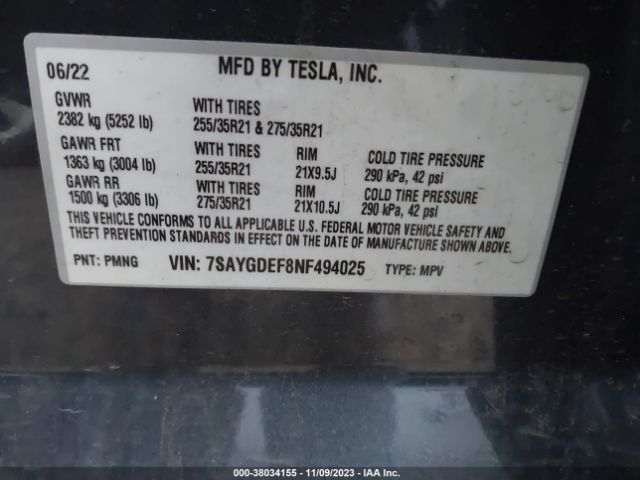 06/22 MFD BY TESLA, INC.
GVWR WITH TIRES
2382 kg (5252 lb) 255/35R21 & 275/35R21
GAWR FRT WITH TIRES RIM COLD TIRE PRESSURE
1363 kg (3004 lb) 255/35R21 21X9.5J 290 kPa, 42 psi
GAWR RR WITH TIRES RIM COLD TIRE PRESSURE
1500 kg (3306 lb) 275/35R21 21X10.5J 290 kPa, 42 psi
THIS VEHICLE CONFORMS TO ALL APPLICABLE U.S. FEDERAL MOTOR VEHICLE SAFETY AND
THEFT PREVENTION STANDARDS IN EFFECT ON THE DATE OF MANUFACTURE SHOWN ABOVE.
PNT: PMNG VIN: 7SAYGDEF8NF494025 TYPE: MPV
000-38034155 - 11/09/2023 - IAA Inc.